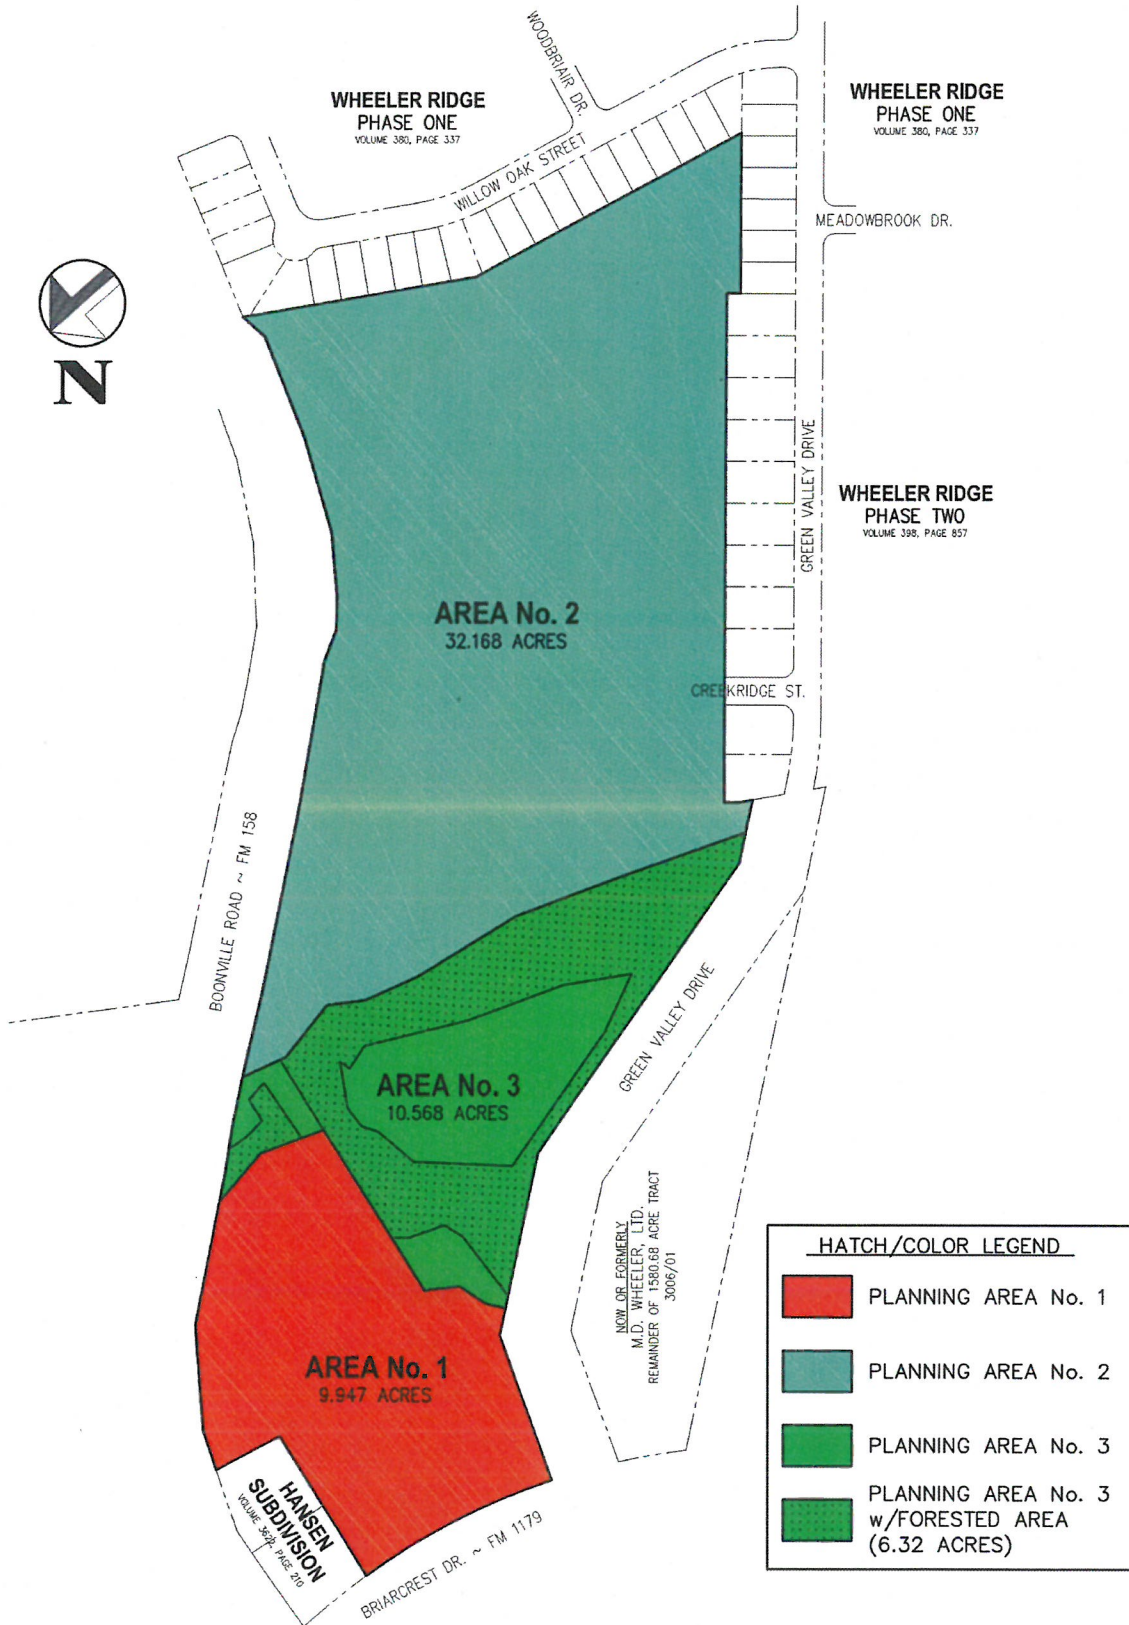 WOODBRIAR DR.
WHEELER RIDGE
PHASE ONE
VOLUME 380, PAGE 337
WHEELER RIDGE
PHASE ONE
VOLUME 380, PAGE 337
WILLOW OAK STREET
MEADOWBROOK DR.
N
GREEN VALLEY DRIVE
WHEELER RIDGE
PHASE TWO
VOLUME 398, PAGE 857
AREA No. 2
32.168 ACRES
CREEKRIDGE ST.
BOONVILLE ROAD ~ FM 158
GREEN VALLEY DRIVE
AREA No. 3
10.568 ACRES
NOW OR FORMERLY
M.D. WHEELER, LTD.
REMAINDER OF 1580.68 ACRE TRACT
3006/01
AREA No. 1
9.947 ACRES
HANSEN
SUBDIVISION
VOLUME PAGE 210
BRIARCREST DR. ~ FM 1179
HATCH/COLOR LEGEND
PLANNING AREA No. 1
PLANNING AREA No. 2
PLANNING AREA No. 3
PLANNING AREA No. 3
w/FORESTED AREA
(6.32 ACRES)